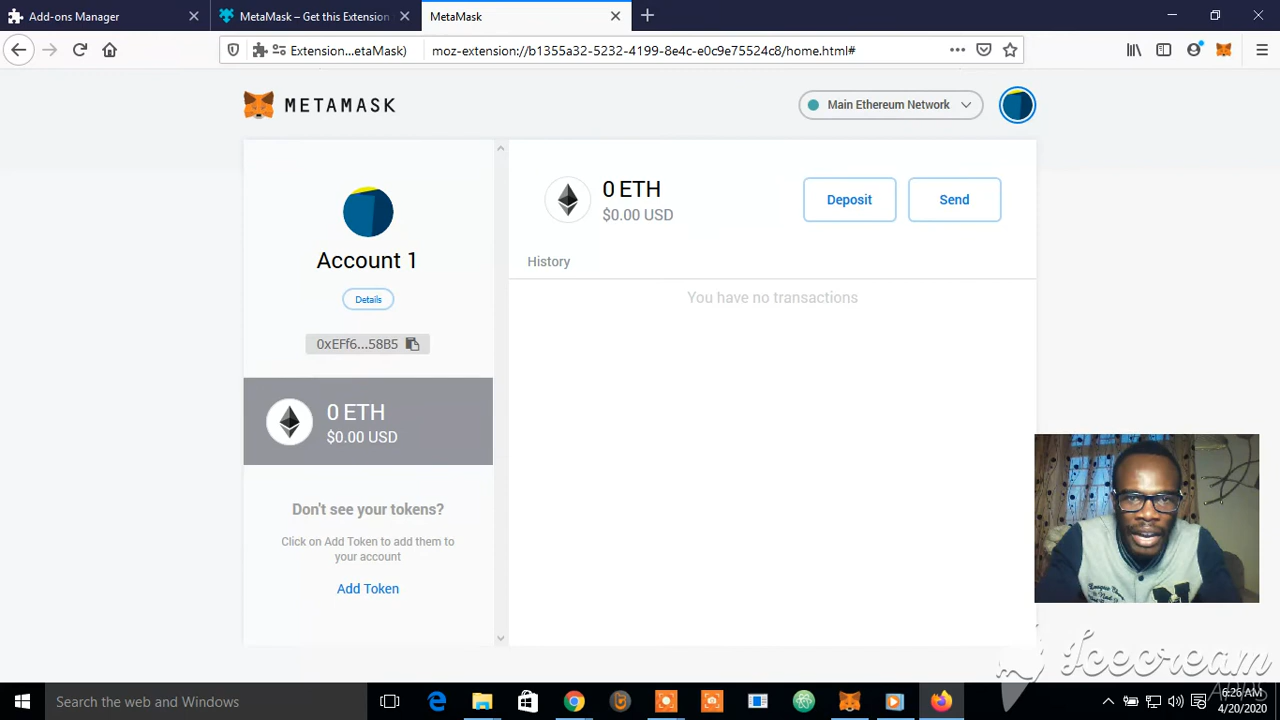 Add-ons Manager
MetaMask – Get this Extension
MetaMask
Extension...etaMask)
moz-extension://b1355a32-5232-4199-8e4c-e0c9e75524c8/home.html#
METAMASK
Main Ethereum Network
Account 1
Details
0xEFf6...58B5
0 ETH
$0.00 USD
Don't see your tokens?
Click on Add Token to add them to
your account
Add Token
0 ETH
$0.00 USD
Deposit
Send
History
You have no transactions
Icecream
APPS
Search the web and Windows
6:26 AM
4/20/2020